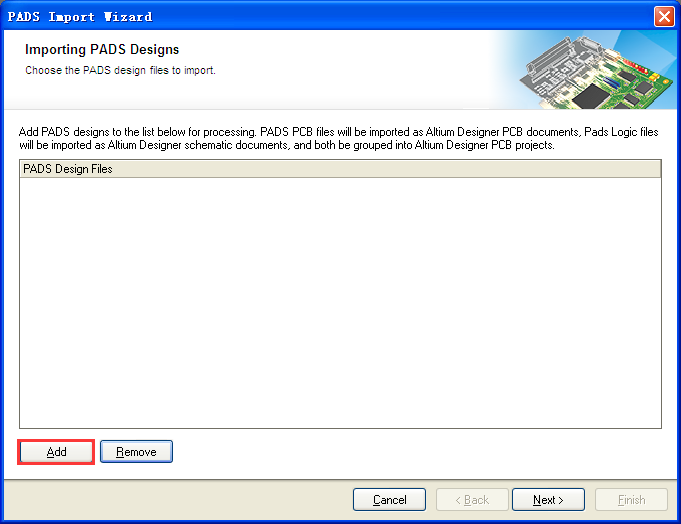 PADS Import Wizard
Importing PADS Designs
Choose the PADS design files to import.
Add PADS designs to the list below for processing. PADS PCB files will be imported as Altium Designer PCB documents, Pads Logic files
will be imported as Altium Designer schematic documents, and both be grouped into Altium Designer PCB projects.
PADS Design Files
Add
Remove
Cancel
< Back
Next >
Finish